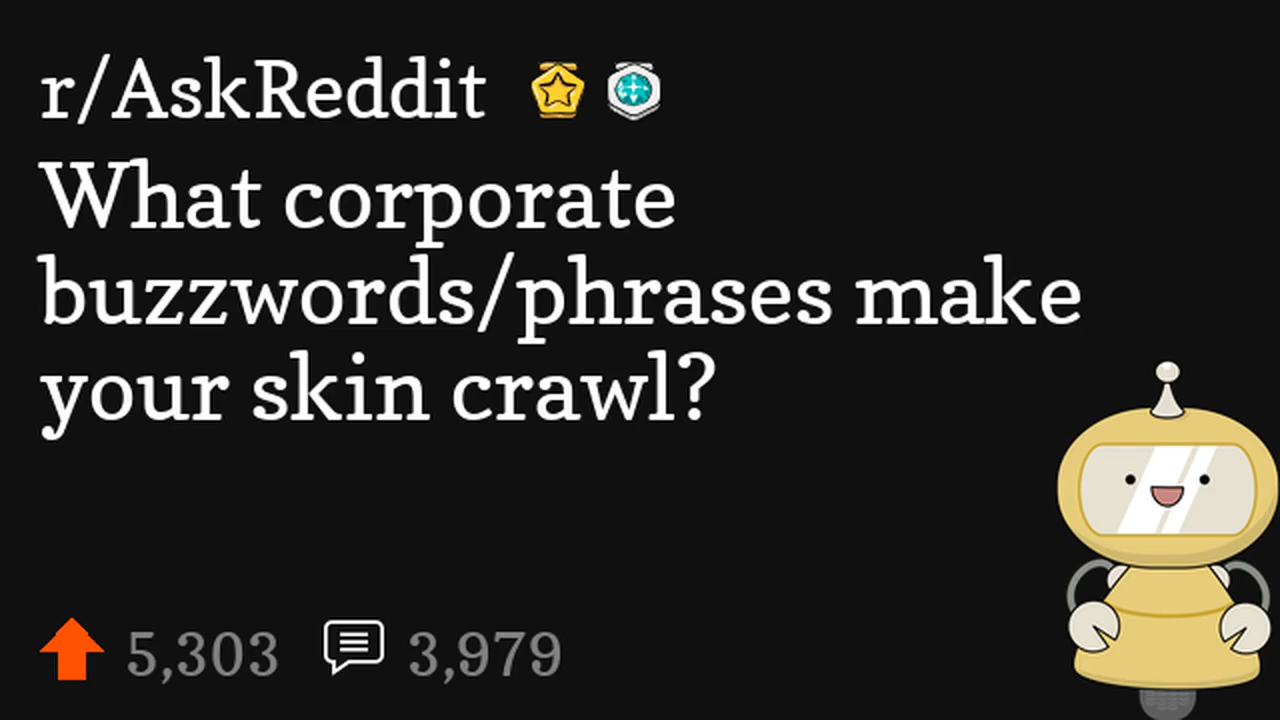 r/AskReddit
What corporate
buzzwords/phrases make
your skin crawl?
5,303 3,979